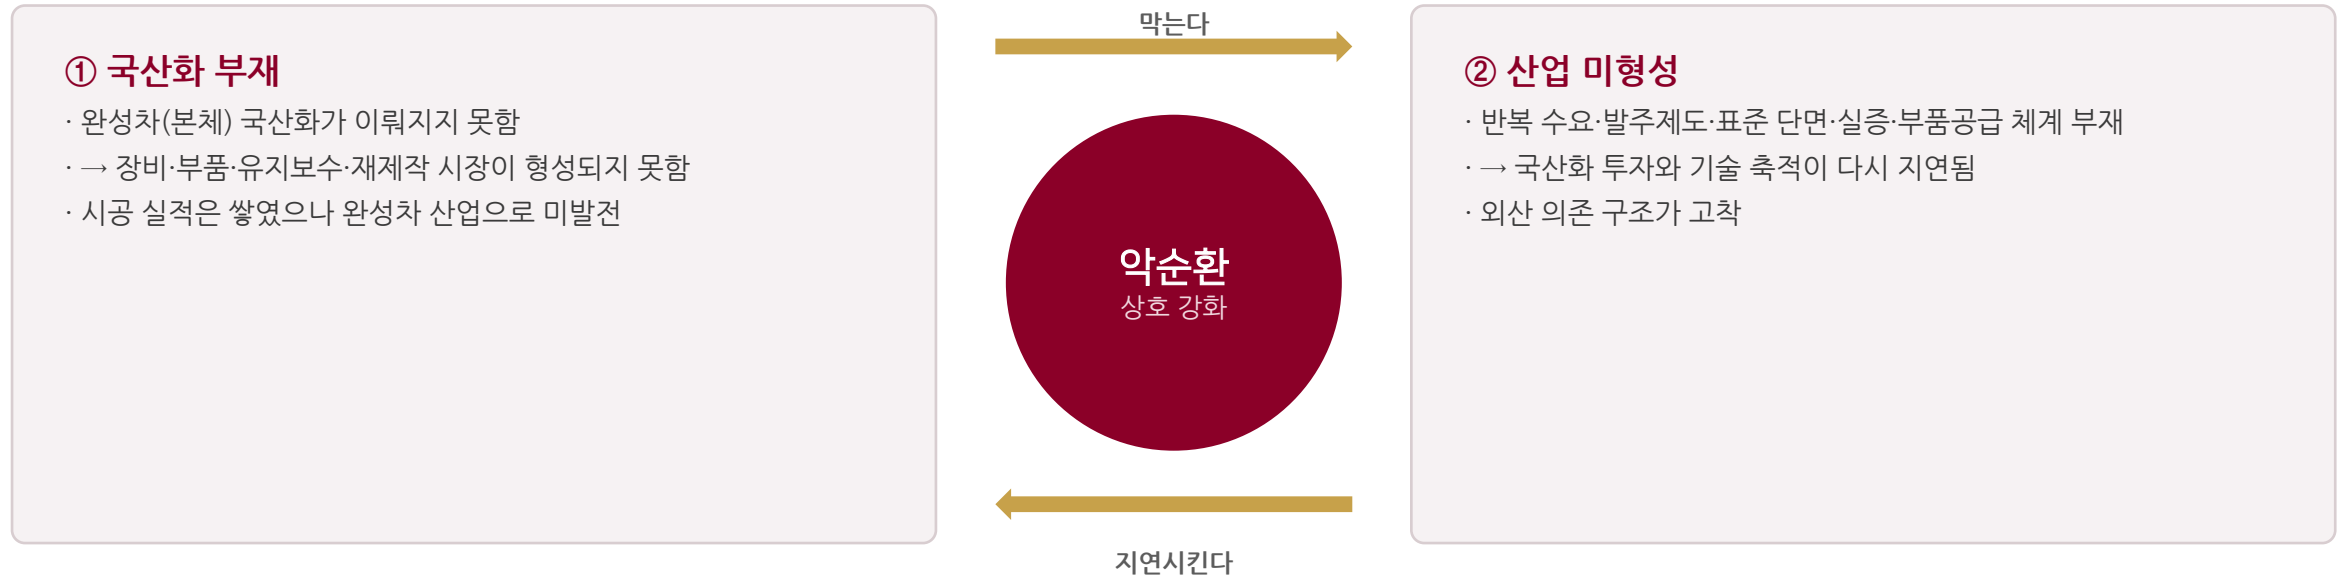 ① 국산화 부재
· 완성차(본체) 국산화가 이뤄지지 못함
· → 장비·부품·유지보수·재제작 시장이 형성되지 못함
· 시공 실적은 쌓였으나 완성차 산업으로 미발전
막는다
악순환
상호 강화
지연시킨다
② 산업 미형성
· 반복 수요·발주제도·표준 단면·실증·부품공급 체계 부재
· → 국산화 투자와 기술 축적이 다시 지연됨
· 외산 의존 구조가 고착